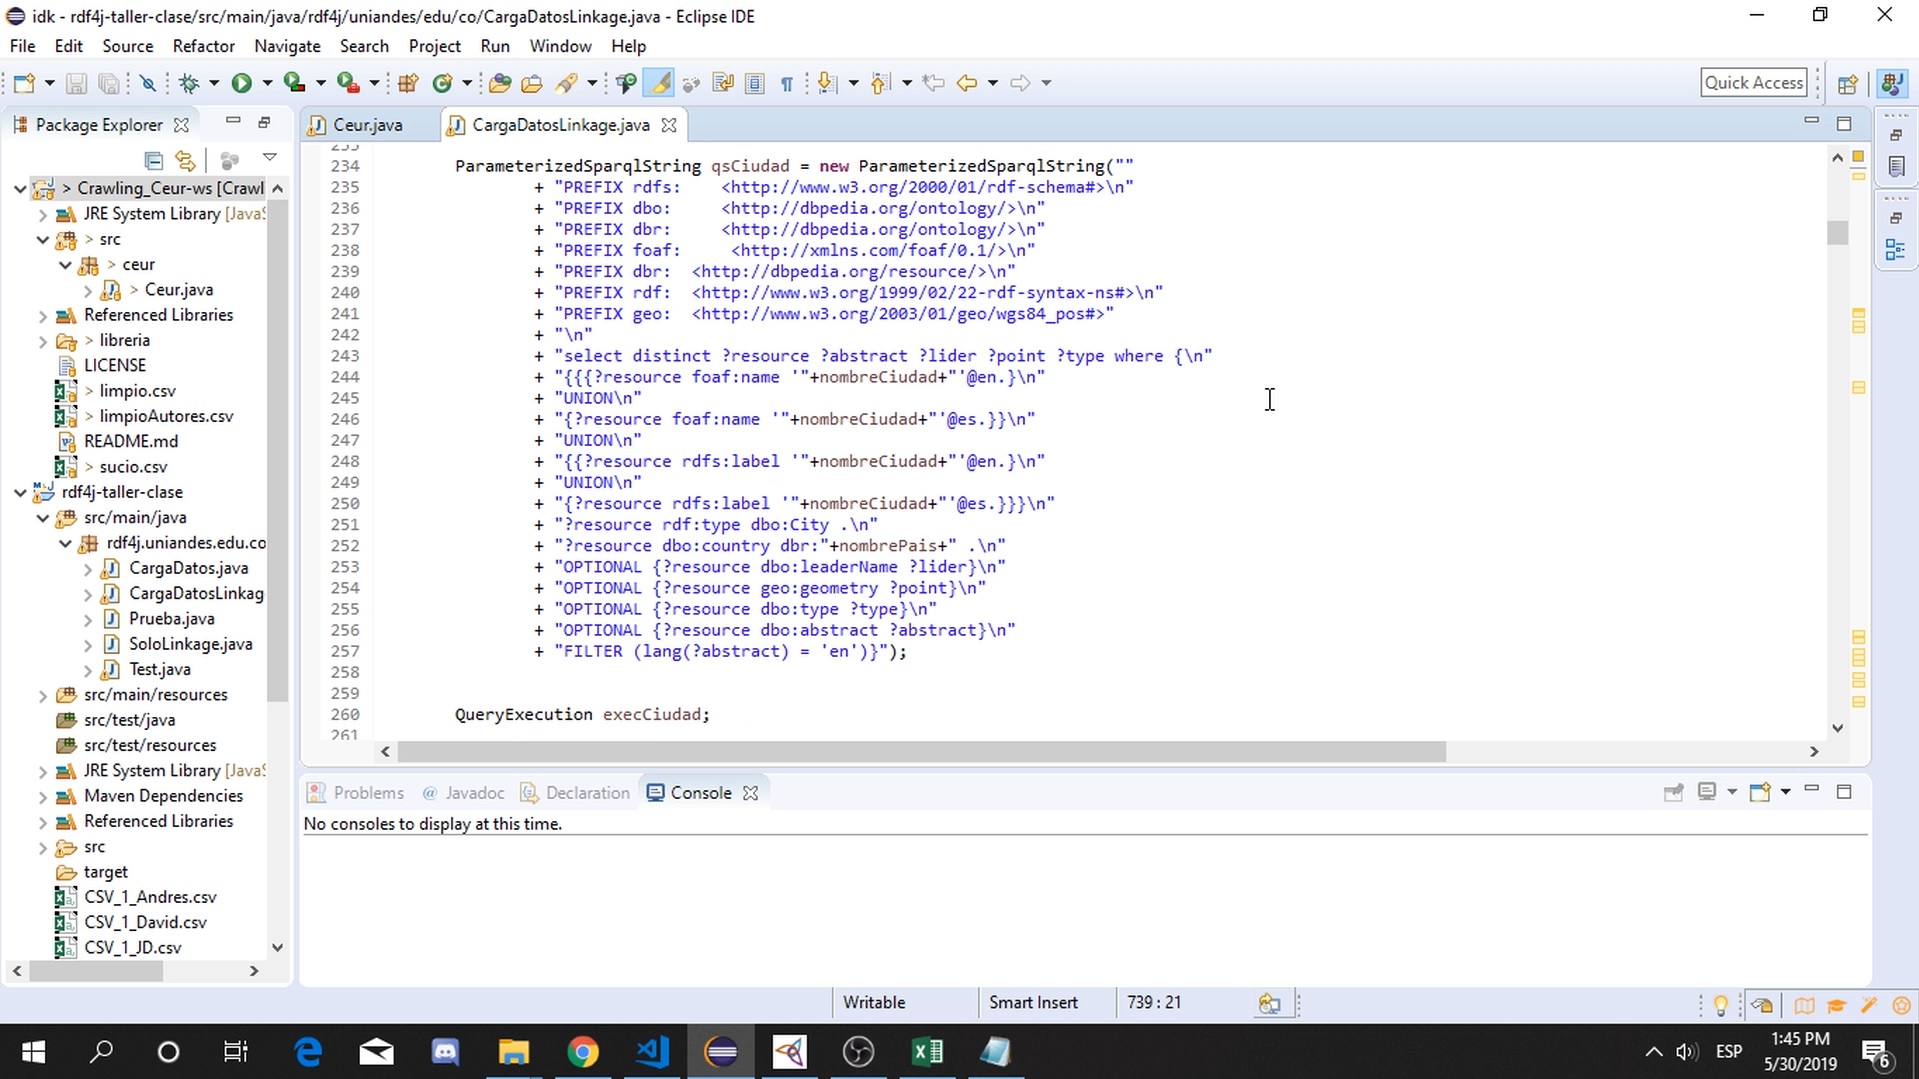 idk - rdf4j-taller-clase/src/main/java/rdf4j/uniandes/edu/co/CargaDatosLinkage.java - Eclipse IDE
File Edit Source Refactor Navigate Search Project Run Window Help
Quick Access
Package Explorer
> Crawling_Ceur-ws [Crawl
JRE System Library [JavaS
> src
> ceur
> Ceur.java
Referenced Libraries
> libreria
LICENSE
> limpio.csv
> limpioAutores.csv
README.md
> sucio.csv
rdf4j-taller-clase
src/main/java
rdf4j.uniandes.edu.co
CargaDatos.java
CargaDatosLinkag
Prueba.java
SoloLinkage.java
Test.java
src/main/resources
src/test/java
src/test/resources
JRE System Library [JavaS
Maven Dependencies
Referenced Libraries
src
target
CSV_1_Andres.csv
CSV_1_David.csv
CSV_1_JD.csv
Ceur.java CargaDatosLinkage.java
233
234 ParameterizedSparqlString qsCiudad = new ParameterizedSparqlString(""
235 + "PREFIX rdfs:    <http://www.w3.org/2000/01/rdf-schema#>\n"
236 + "PREFIX dbo:     <http://dbpedia.org/ontology/>\n"
237 + "PREFIX dbr:     <http://dbpedia.org/ontology/>\n"
238 + "PREFIX foaf:     <http://xmlns.com/foaf/0.1/>\n"
239 + "PREFIX dbr:  <http://dbpedia.org/resource/>\n"
240 + "PREFIX rdf:  <http://www.w3.org/1999/02/22-rdf-syntax-ns#>\n"
241 + "PREFIX geo:  <http://www.w3.org/2003/01/geo/wgs84_pos#>"
242 + "\n"
243 + "select distinct ?resource ?abstract ?lider ?point ?type where {\n"
244 + "{{{?resource foaf:name '"+nombreCiudad+"'@en.}\n"
245 + "UNION\n"
246 + "{?resource foaf:name '"+nombreCiudad+"'@es.}}\n"
247 + "UNION\n"
248 + "{{?resource rdfs:label '"+nombreCiudad+"'@en.}\n"
249 + "UNION\n"
250 + "{?resource rdfs:label '"+nombreCiudad+"'@es.}}}\n"
251 + "?resource rdf:type dbo:City .\n"
252 + "?resource dbo:country dbr:"+nombrePais+" .\n"
253 + "OPTIONAL {?resource dbo:leaderName ?lider}\n"
254 + "OPTIONAL {?resource geo:geometry ?point}\n"
255 + "OPTIONAL {?resource dbo:type ?type}\n"
256 + "OPTIONAL {?resource dbo:abstract ?abstract}\n"
257 + "FILTER (lang(?abstract) = 'en')}");
258
259
260 QueryExecution execCiudad;
261
Problems @ Javadoc Declaration Console
No consoles to display at this time.
Writable Smart Insert 739 : 21
ESP
1:45 PM
5/30/2019
6